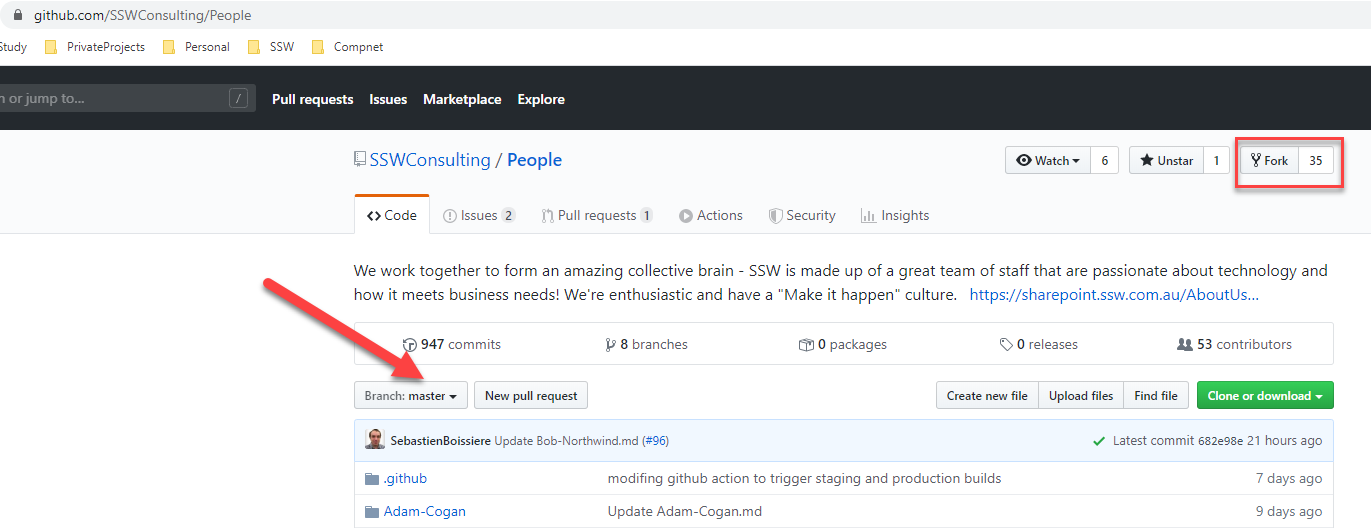 github.com/SSWConsulting/People
Study PrivateProjects Personal SSW Compnet
or jump to... / Pull requests Issues Marketplace Explore
SSWConsulting / People Watch 6 Unstar 1 Fork 35
Code Issues 2 Pull requests 1 Actions Security Insights
We work together to form an amazing collective brain - SSW is made up of a great team of staff that are passionate about technology and
how it meets business needs! We're enthusiastic and have a "Make it happen" culture. https://sharepoint.ssw.com.au/AboutUs...
947 commits 8 branches 0 packages 0 releases 53 contributors
Branch: master New pull request Create new file Upload files Find file Clone or download
SebastienBoissiere Update Bob-Northwind.md (#96) Latest commit 682e98e 21 hours ago
.github modifing github action to trigger staging and production builds 7 days ago
Adam-Cogan Update Adam-Cogan.md 9 days ago